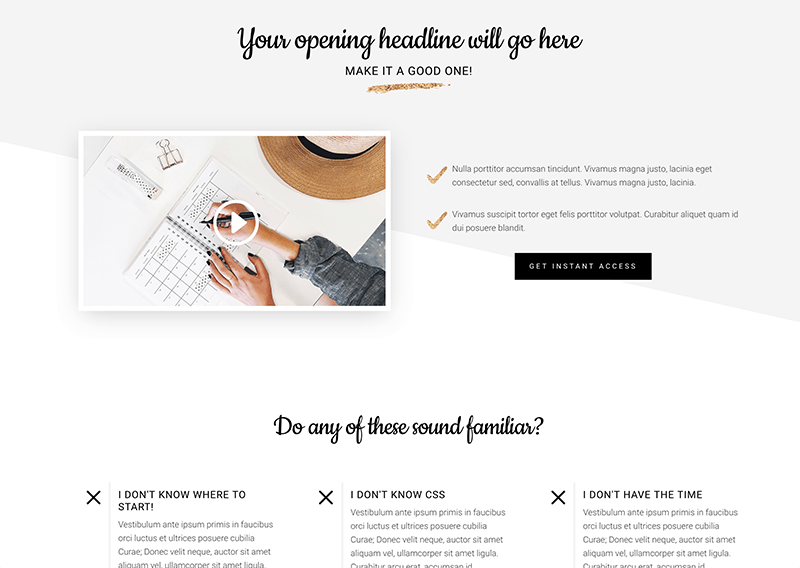 Your opening headline will go here
MAKE IT A GOOD ONE!
Nulla porttitor accumsan tincidunt. Vivamus magna justo, lacinia eget
consectetur sed, convallis at tellus. Vivamus magna justo, lacinia.
Vivamus suscipit tortor eget felis porttitor volutpat. Curabitur aliquet quam id
dui posuere blandit.
GET INSTANT ACCESS
Do any of these sound familiar?
I DON'T KNOW WHERE TO
START!
Vestibulum ante ipsum primis in faucibus
orci luctus et ultrices posuere cubilia
Curae; Donec velit neque, auctor sit amet
aliquam vel, ullamcorper sit amet ligula.
I DON'T KNOW CSS
Vestibulum ante ipsum primis in faucibus
orci luctus et ultrices posuere cubilia
Curae; Donec velit neque, auctor sit amet
aliquam vel, ullamcorper sit amet ligula.
Curabitur arcu erat, accumsan id
I DON'T HAVE THE TIME
Vestibulum ante ipsum primis in faucibus
orci luctus et ultrices posuere cubilia
Curae; Donec velit neque, auctor sit amet
aliquam vel, ullamcorper sit amet ligula.
Curabitur arcu erat, accumsan id